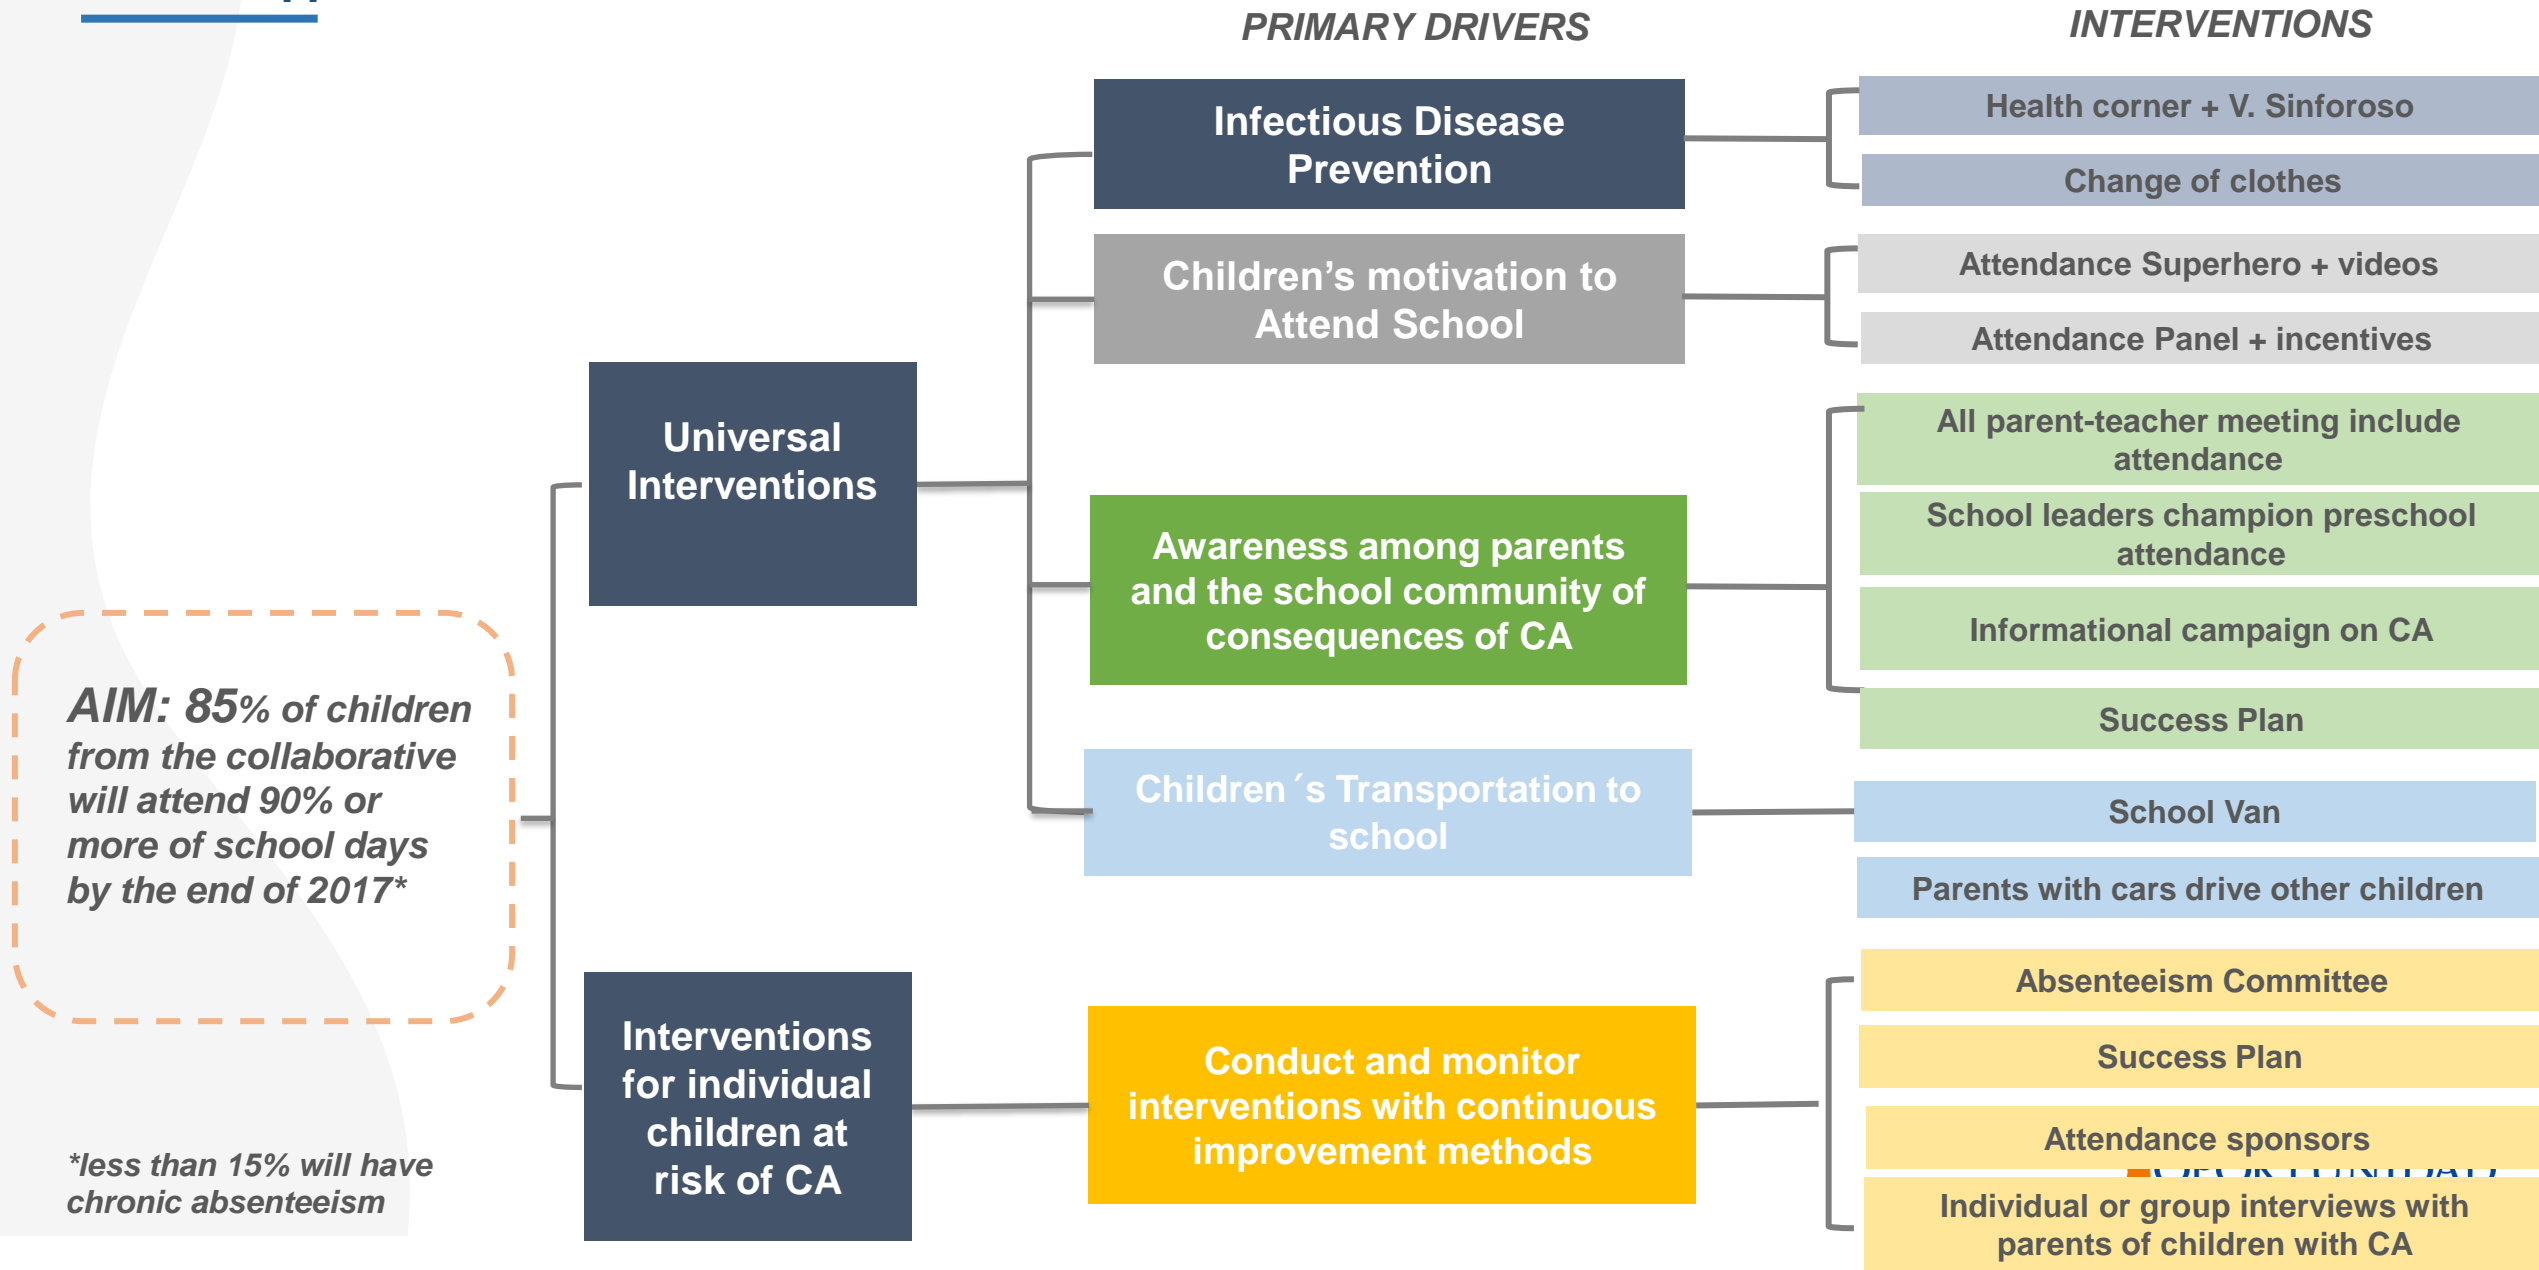 PRIMARY DRIVERS
INTERVENTIONS
Infectious Disease
Prevention
Health corner + V. Sinforoso
Change of clothes
Children’s motivation to
Attend School
Attendance Superhero + videos
Attendance Panel + incentives
Universal
Interventions
Awareness among parents
and the school community of
consequences of CA
All parent-teacher meeting include
attendance
School leaders champion preschool
attendance
Informational campaign on CA
Success Plan
AIM: 85% of children
from the collaborative
will attend 90% or
more of school days
by the end of 2017*
Children´s Transportation to
school
School Van
Parents with cars drive other children
Interventions
for individual
children at
risk of CA
Conduct and monitor
interventions with continuous
improvement methods
Absenteeism Committee
Success Plan
Attendance sponsors
OPORTUNIDAD
Individual or group interviews with
parents of children with CA
*less than 15% will have
chronic absenteeism